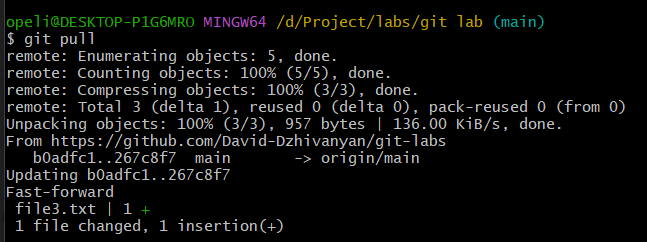 opeli@DESKTOP-P1G6MRO MINGW64 /d/Project/labs/git lab (main)
$ git pull
remote: Enumerating objects: 5, done.
remote: Counting objects: 100% (5/5), done.
remote: Compressing objects: 100% (3/3), done.
remote: Total 3 (delta 1), reused 0 (delta 0), pack-reused 0 (from 0)
Unpacking objects: 100% (3/3), 957 bytes | 136.00 KiB/s, done.
From https://github.com/David-Dzhivanyan/git-labs
   b0adfc1..267c8f7  main       -> origin/main
Updating b0adfc1..267c8f7
Fast-forward
 file3.txt | 1 +
 1 file changed, 1 insertion(+)